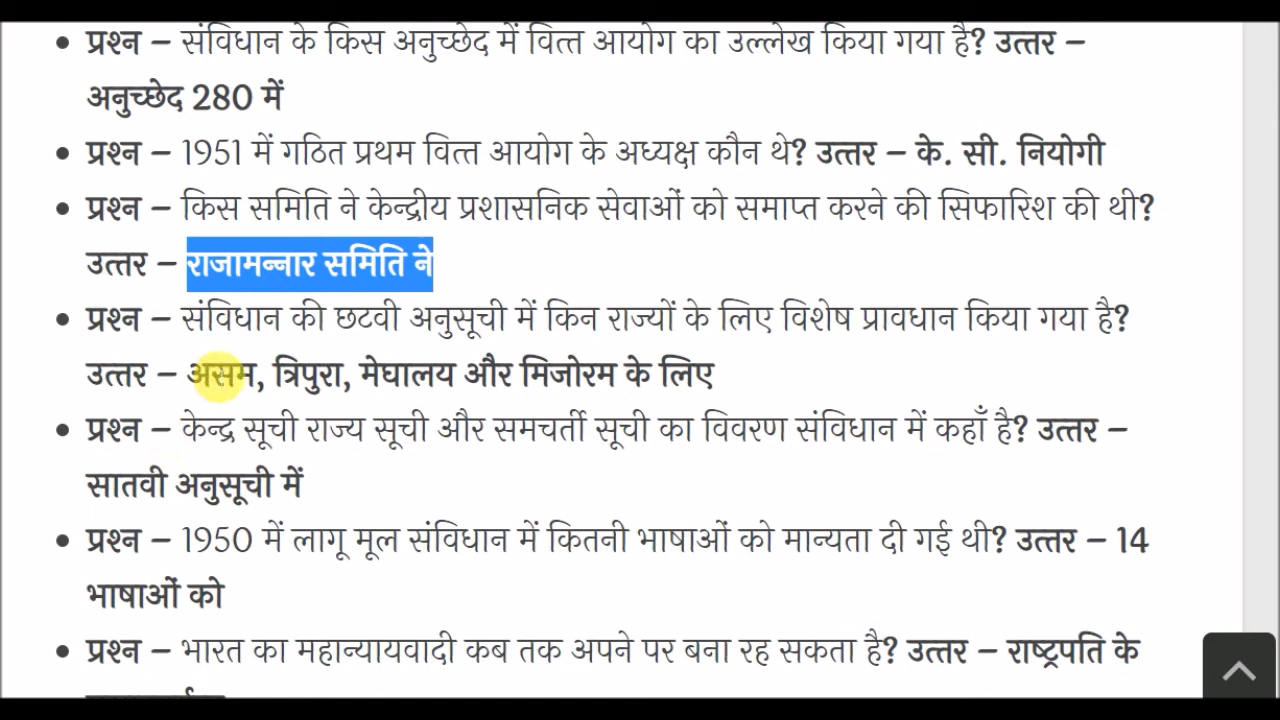 प्रश्न – संविधान के किस अनुच्छेद में वित्त आयोग का उल्लेख किया गया है? उत्तर –
अनुच्छेद 280 में
प्रश्न – 1951 में गठित प्रथम वित्त आयोग के अध्यक्ष कौन थे? उत्तर – के. सी. नियोगी
प्रश्न – किस समिति ने केन्द्रीय प्रशासनिक सेवाओं को समाप्त करने की सिफारिश की थी?
उत्तर – राजामन्नार समिति ने
प्रश्न – संविधान की छटवी अनुसूची में किन राज्यों के लिए विशेष प्रावधान किया गया है?
उत्तर – असम, त्रिपुरा, मेघालय और मिजोरम के लिए
प्रश्न – केन्द्र सूची राज्य सूची और समचर्ती सूची का विवरण संविधान में कहाँ है? उत्तर –
सातवी अनुसूची में
प्रश्न – 1950 में लागू मूल संविधान में कितनी भाषाओं को मान्यता दी गई थी? उत्तर – 14
भाषाओं को
प्रश्न – भारत का महान्यायवादी कब तक अपने पर बना रह सकता है? उत्तर – राष्ट्रपति के